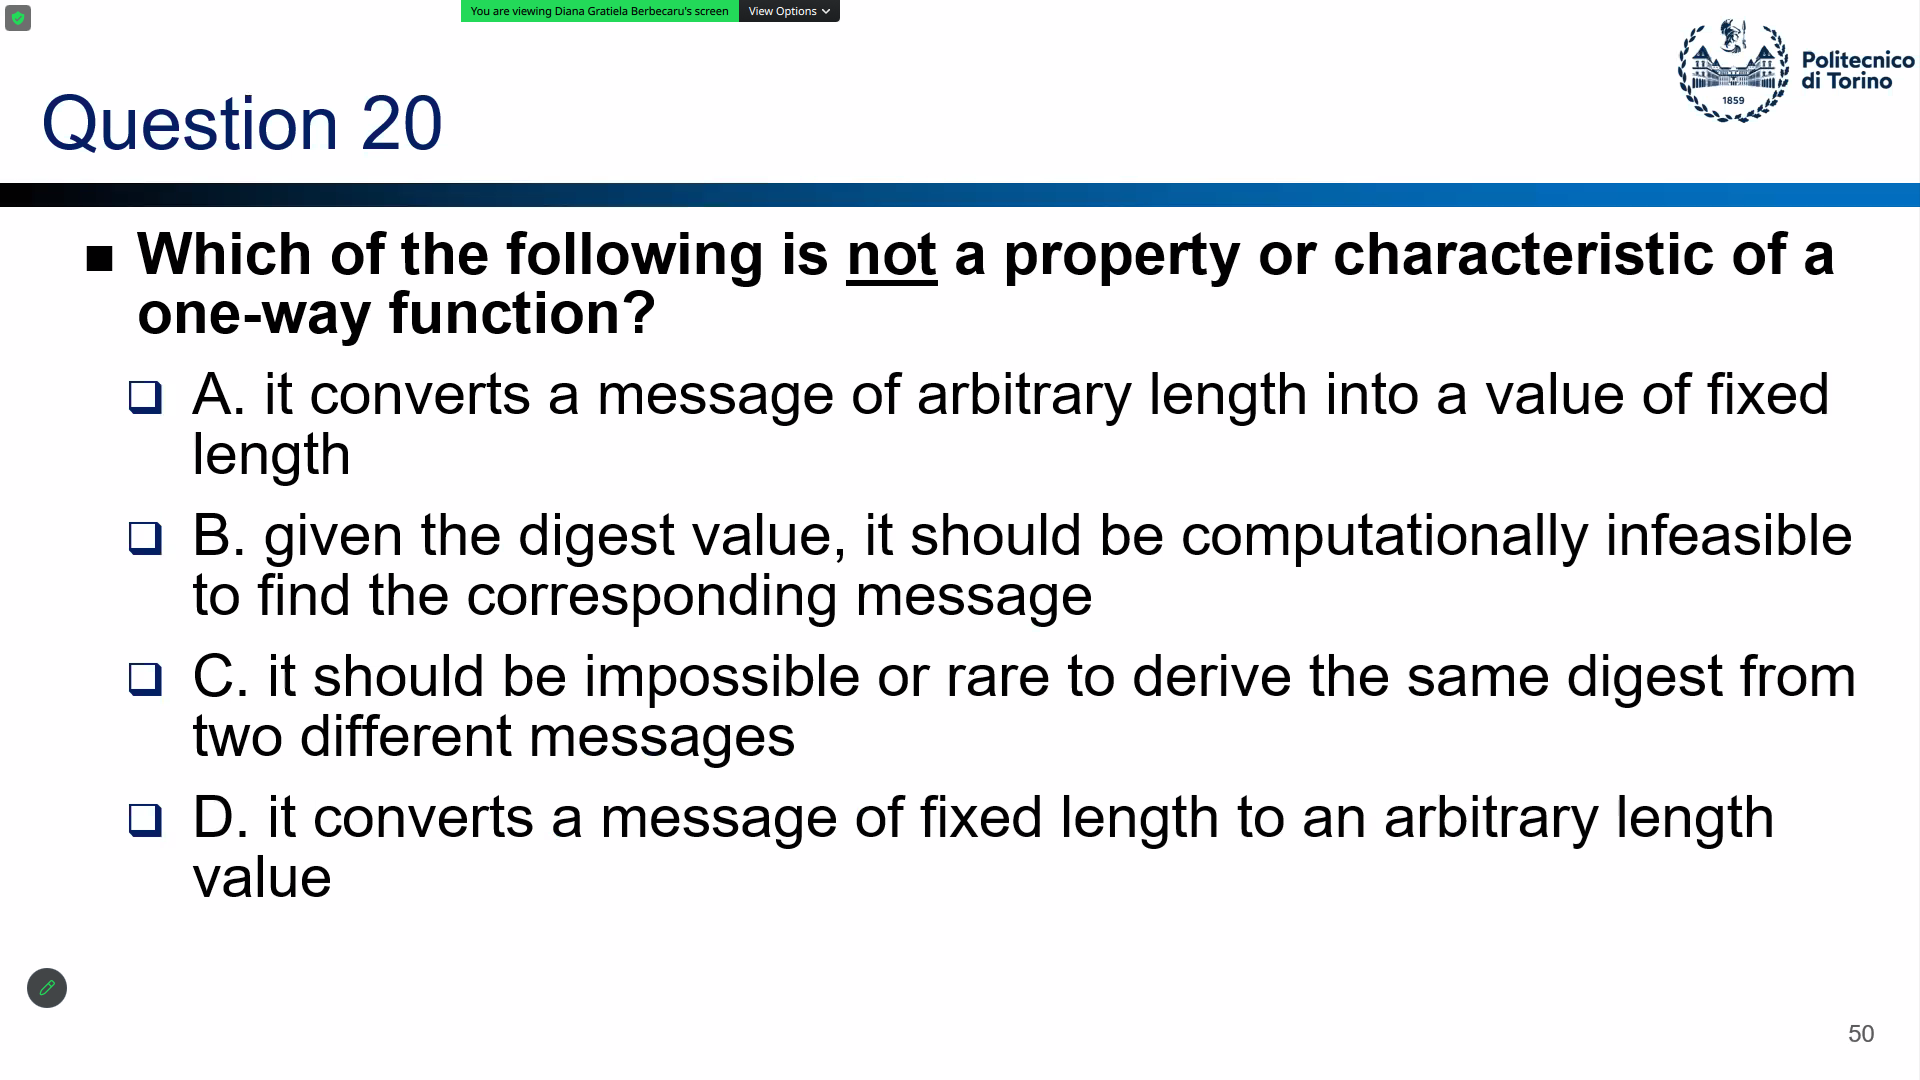 You are viewing Diana Gratiela Berbecaru's screen
View Options
Politecnico
di Torino
1859
Question 20
Which of the following is not a property or characteristic of a
one-way function?
A. it converts a message of arbitrary length into a value of fixed
length
B. given the digest value, it should be computationally infeasible
to find the corresponding message
C. it should be impossible or rare to derive the same digest from
two different messages
D. it converts a message of fixed length to an arbitrary length
value
50